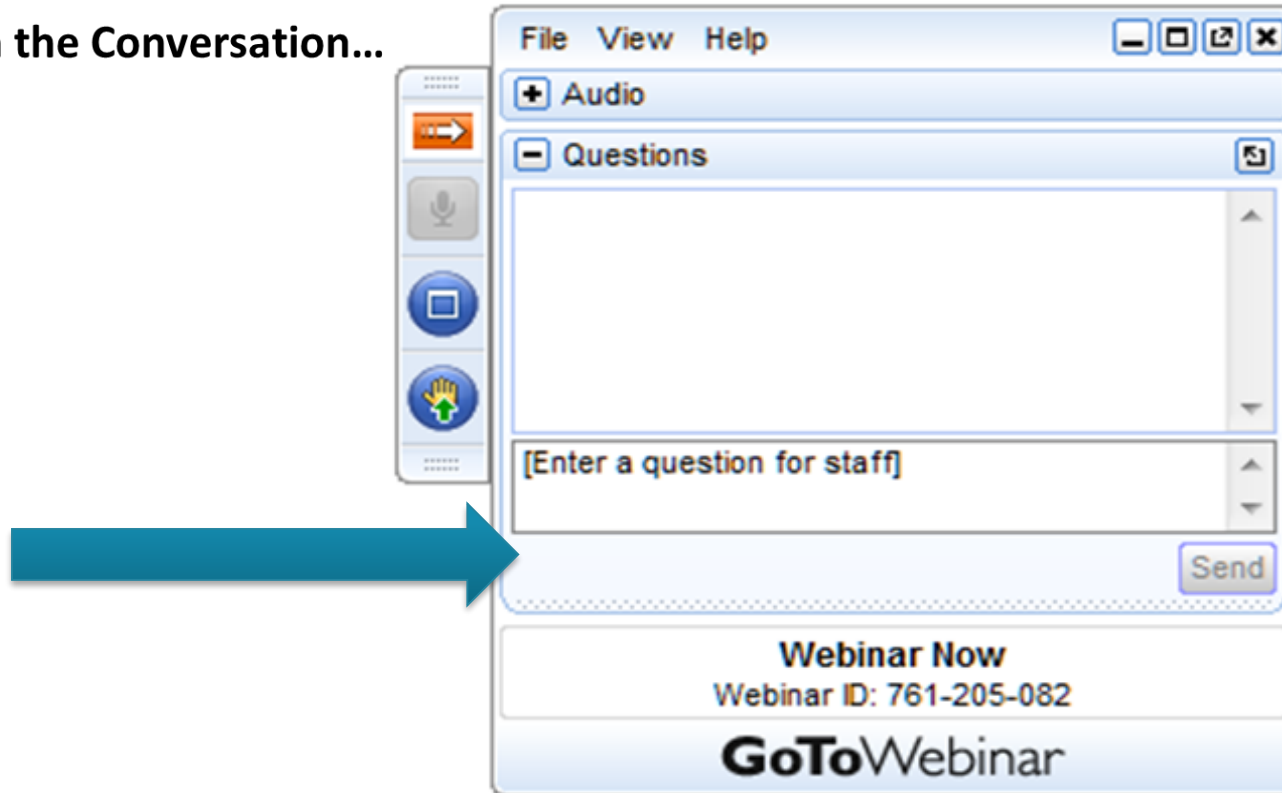 the Conversation…
File View Help
Audio
Questions
[Enter a question for staff]
Send
Webinar Now
Webinar ID: 761-205-082
GoToWebinar